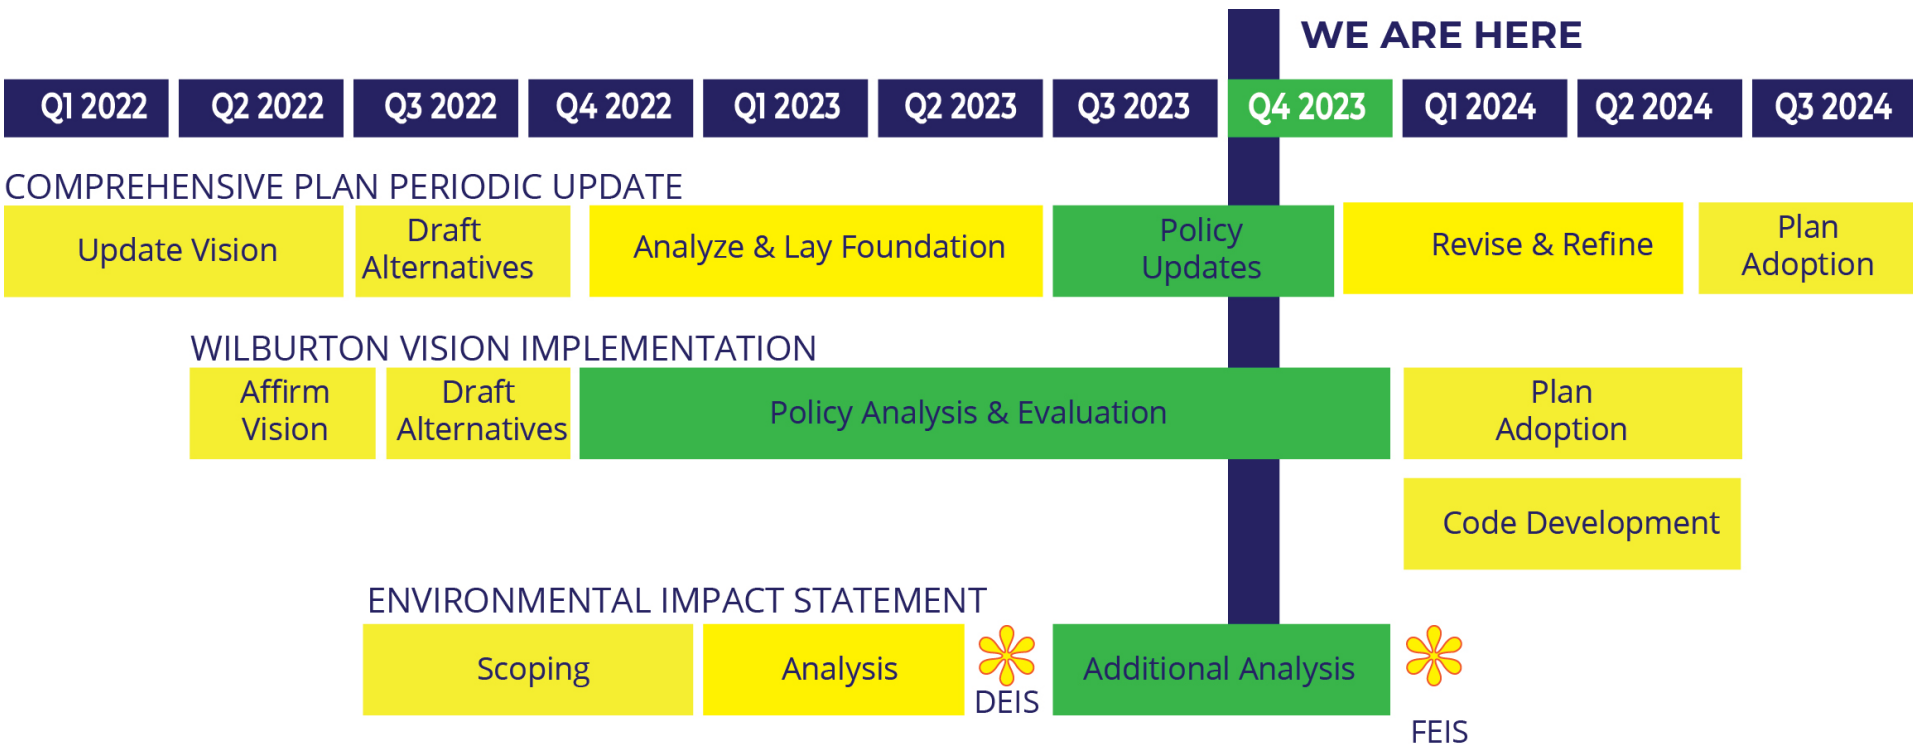 WE ARE HERE
Q1 2022 Q2 2022 Q3 2022 Q4 2022 Q1 2023 Q2 2023 Q3 2023 Q4 2023 Q1 2024 Q2 2024 Q3 2024
COMPREHENSIVE PLAN PERIODIC UPDATE
Update Vision
Draft
Alternatives
Analyze & Lay Foundation
Policy
Updates
Revise & Refine
Plan
Adoption
WILBURTON VISION IMPLEMENTATION
Affirm
Vision
Draft
Alternatives
Policy Analysis & Evaluation
Plan
Adoption
Code Development
ENVIRONMENTAL IMPACT STATEMENT
Scoping
Analysis
DEIS
Additional Analysis
FEIS